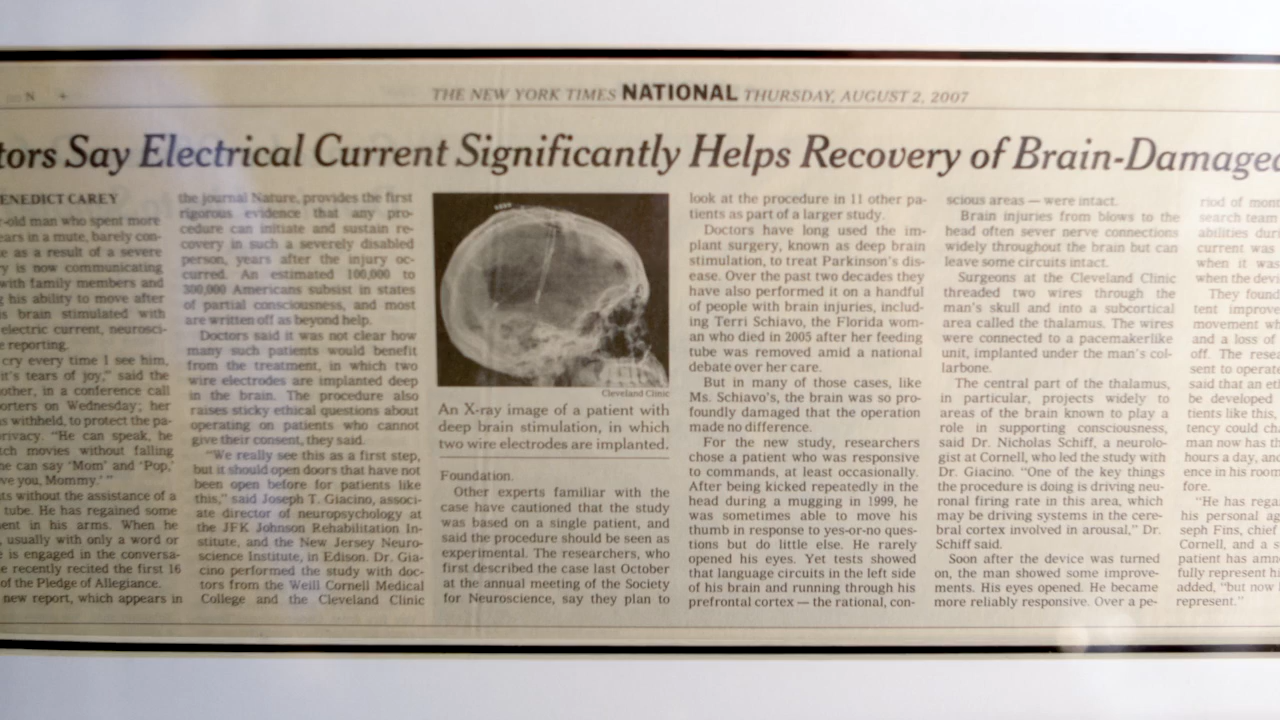 N
THE NEW YORK TIMES NATIONAL THURSDAY, AUGUST 2, 2007
tors Say Electrical Current Significantly Helps Recovery of Brain-Damaged
ENEDICT CAREY
r-old man who spent more
ears in a mute, barely con-
e as a result of a severe
ry is now communicating
with family members and
g his ability to move after
is brain stimulated with
electric current, neurosci-
e reporting.
cry every time I see him,
it's tears of joy,” said the
other, in a conference call
orters on Wednesday; her
s withheld, to protect the pa-
rivacy. “He can speak, he
tch movies without falling
he can say ‘Mom’ and ‘Pop,’
ve you, Mommy.’ ”
ts without the assistance of a
tube. He has regained some
ent in his arms. When he
, usually with only a word or
e is engaged in the conversa-
e recently recited the first 16
of the Pledge of Allegiance.
new report, which appears in
the journal Nature, provides the first
rigorous evidence that any pro-
cedure can initiate and sustain re-
covery in such a severely disabled
person, years after the injury oc-
curred. An estimated 100,000 to
300,000 Americans subsist in states
of partial consciousness, and most
are written off as beyond help.
Doctors said it was not clear how
many such patients would benefit
from the treatment, in which two
wire electrodes are implanted deep
in the brain. The procedure also
raises sticky ethical questions about
operating on patients who cannot
give their consent, they said.
“We really see this as a first step,
but it should open doors that have not
been open before for patients like
this,” said Joseph T. Giacino, associ-
ate director of neuropsychology at
the JFK Johnson Rehabilitation In-
stitute, and the New Jersey Neuro-
science Institute, in Edison. Dr. Gia-
cino performed the study with doc-
tors from the Weill Cornell Medical
College and the Cleveland Clinic
Cleveland Clinic
An X-ray image of a patient with
deep brain stimulation, in which
two wire electrodes are implanted.
Foundation.
Other experts familiar with the
case have cautioned that the study
was based on a single patient, and
said the procedure should be seen as
experimental. The researchers, who
first described the case last October
at the annual meeting of the Society
for Neuroscience, say they plan to
look at the procedure in 11 other pa-
tients as part of a larger study.
Doctors have long used the im-
plant surgery, known as deep brain
stimulation, to treat Parkinson's dis-
ease. Over the past two decades they
have also performed it on a handful
of people with brain injuries, includ-
ing Terri Schiavo, the Florida wom-
an who died in 2005 after her feeding
tube was removed amid a national
debate over her care.
But in many of those cases, like
Ms. Schiavo's, the brain was so pro-
foundly damaged that the operation
made no difference.
For the new study, researchers
chose a patient who was responsive
to commands, at least occasionally.
After being kicked repeatedly in the
head during a mugging in 1999, he
was sometimes able to move his
thumb in response to yes-or-no ques-
tions but do little else. He rarely
opened his eyes. Yet tests showed
that language circuits in the left side
of his brain and running through his
prefrontal cortex — the rational, con-
scious areas — were intact.
Brain injuries from blows to the
head often sever nerve connections
widely throughout the brain but can
leave some circuits intact.
Surgeons at the Cleveland Clinic
threaded two wires through the
man's skull and into a subcortical
area called the thalamus. The wires
were connected to a pacemakerlike
unit, implanted under the man's col-
larbone.
The central part of the thalamus,
in particular, projects widely to
areas of the brain known to play a
role in supporting consciousness,
said Dr. Nicholas Schiff, a neurolo-
gist at Cornell, who led the study with
Dr. Giacino. “One of the key things
the procedure is doing is driving neu-
ronal firing rate in this area, which
may be driving systems in the cere-
bral cortex involved in arousal,” Dr.
Schiff said.
Soon after the device was turned
on, the man showed some improve-
ments. His eyes opened. He became
more reliably responsive. Over a pe-
riod of mont
search team
abilities duri
current was
when it was
when the devi
They found
tent improve
movement wh
and a loss of
off. The resea
sent to operate
said that an eth
be developed
tients like this,
tency could ch
man now has th
hours a day, and
ence in his room
fore.
“He has rega
his personal ag
seph Fins, chief
Cornell, and a s
patient has amn
fully represent hi
added, “but now
represent.”